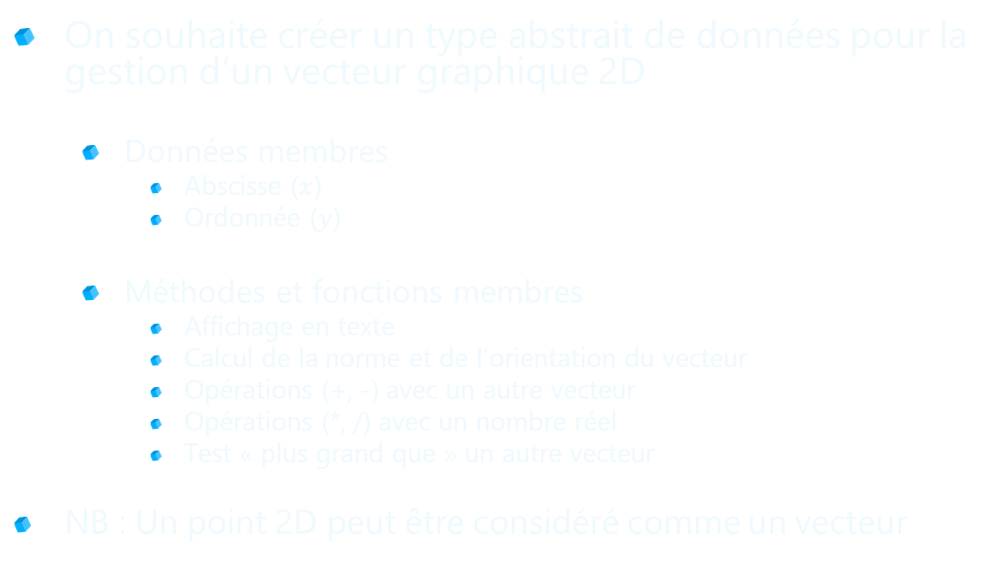 On souhaite créer un type abstrait de données pour la
gestion d’un vecteur graphique 2D
Données membres
Abscisse (x)
Ordonnée (y)
Méthodes et fonctions membres
Affichage en texte
Calcul de la norme et de l’orientation du vecteur
Opérations (+, -) avec un autre vecteur
Opérations (*, /) avec un nombre réel
Test « plus grand que » un autre vecteur
NB : Un point 2D peut être considéré comme un vecteur